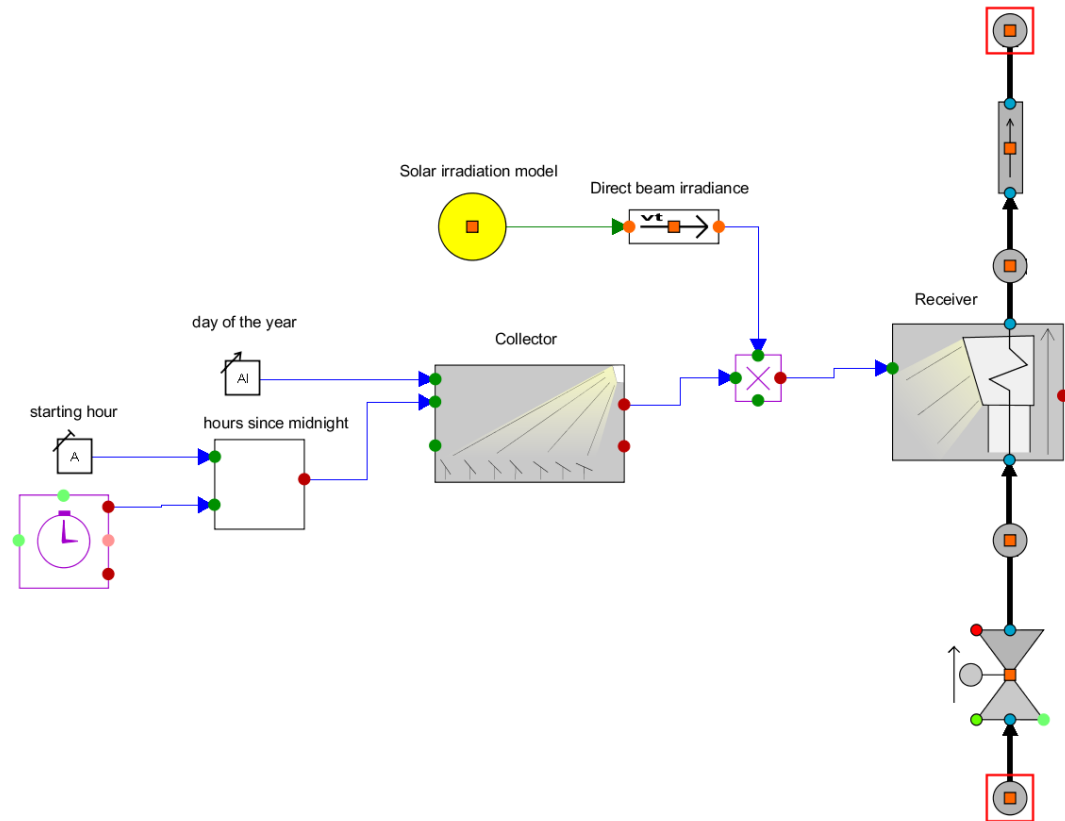 Solar irradiation model
Direct beam irradiance
vt
Receiver
day of the year
AI
Collector
starting hour
A
hours since midnight